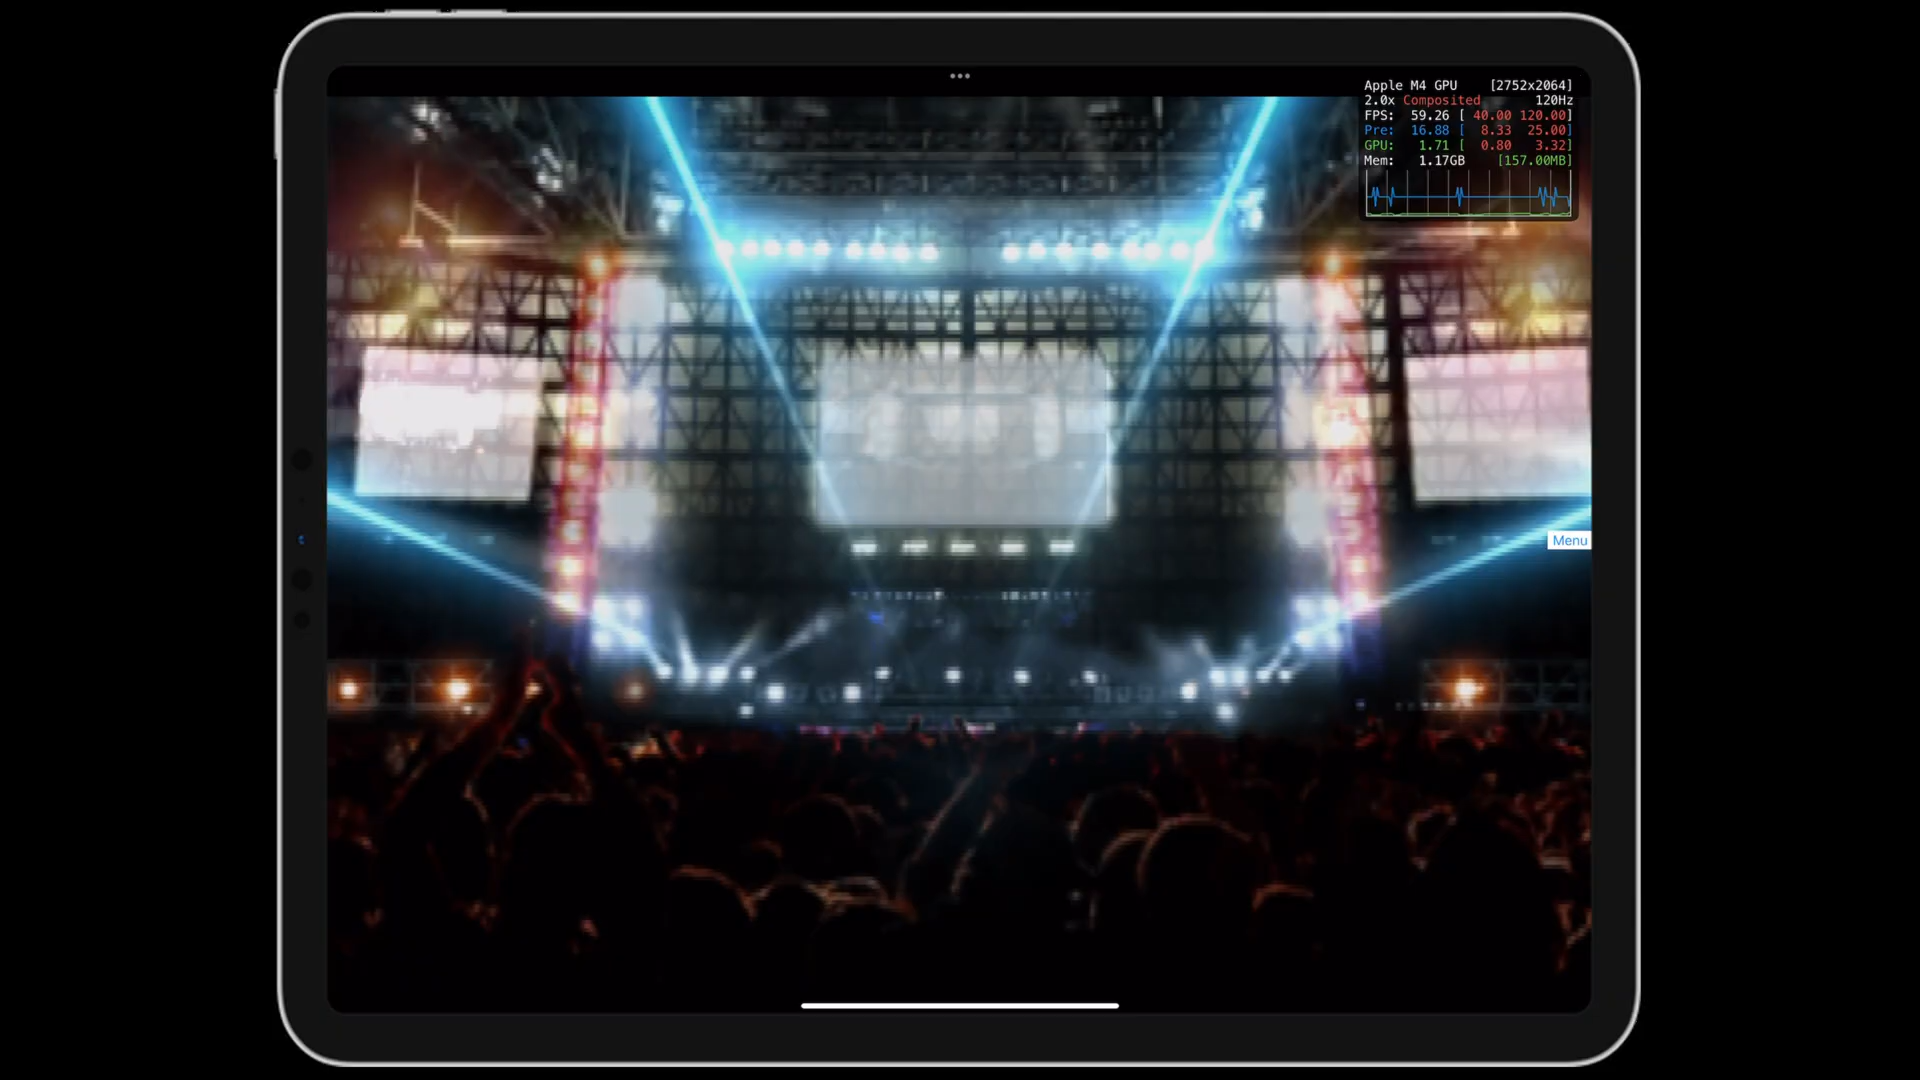 Apple M4 GPU [2752x2064]
2.0x Composited 120Hz
FPS: 59.26 [ 40.00 120.00]
Pre: 16.88 [ 8.33 25.00]
GPU: 1.71 [ 0.80 3.32]
Mem: 1.17GB [157.00MB]
Menu